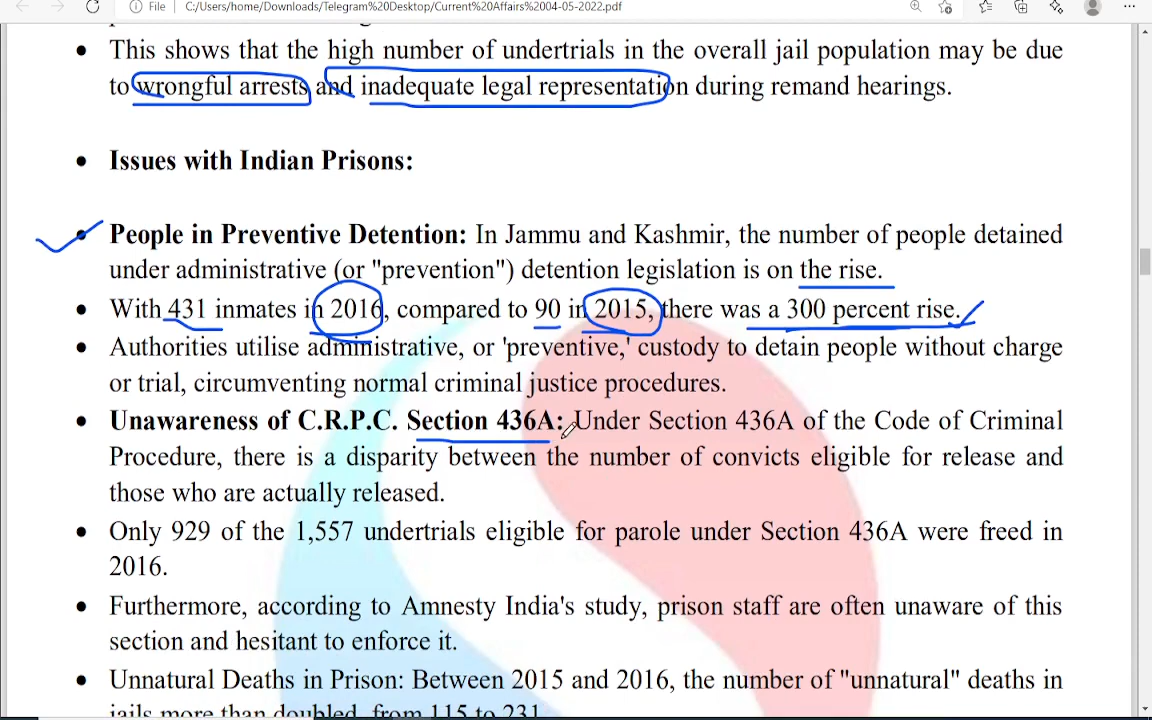 File
C:/Users/home/Downloads/Telegram%20Desktop/Current%20Affairs%2004-05-2022.pdf
• This shows that the high number of undertrials in the overall jail population may be due
to wrongful arrests and inadequate legal representation during remand hearings.
• Issues with Indian Prisons:
• People in Preventive Detention: In Jammu and Kashmir, the number of people detained
under administrative (or "prevention") detention legislation is on the rise.
• With 431 inmates in 2016, compared to 90 in 2015, there was a 300 percent rise.
• Authorities utilise administrative, or 'preventive,' custody to detain people without charge
or trial, circumventing normal criminal justice procedures.
• Unawareness of C.R.P.C. Section 436A: Under Section 436A of the Code of Criminal
Procedure, there is a disparity between the number of convicts eligible for release and
those who are actually released.
• Only 929 of the 1,557 undertrials eligible for parole under Section 436A were freed in
2016.
• Furthermore, according to Amnesty India's study, prison staff are often unaware of this
section and hesitant to enforce it.
• Unnatural Deaths in Prison: Between 2015 and 2016, the number of "unnatural" deaths in
jails more than doubled, from 115 to 231